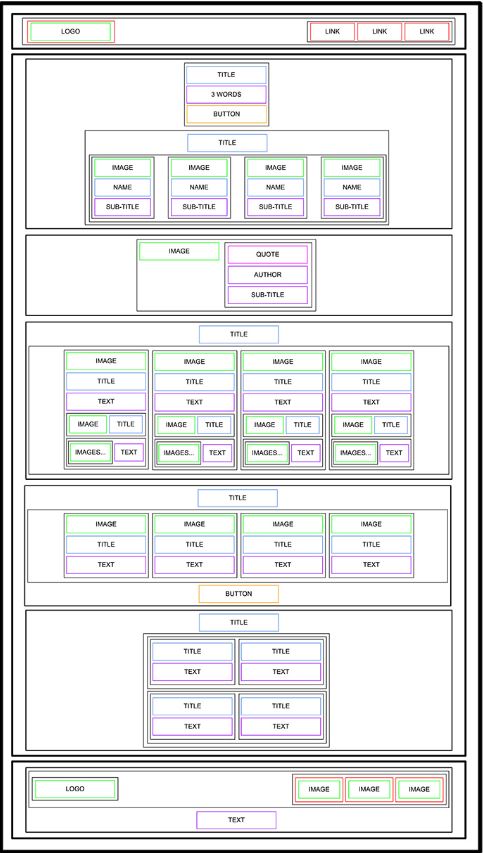 LOGO LINK LINK LINK
TITLE
3 WORDS
BUTTON
TITLE
IMAGE IMAGE IMAGE IMAGE
NAME NAME NAME NAME
SUB-TITLE SUB-TITLE SUB-TITLE SUB-TITLE
IMAGE QUOTE
AUTHOR
SUB-TITLE
TITLE
IMAGE IMAGE IMAGE IMAGE
TITLE TITLE TITLE TITLE
TEXT TEXT TEXT TEXT
IMAGE TITLE IMAGE TITLE IMAGE TITLE IMAGE TITLE
IMAGES... TEXT IMAGES... TEXT IMAGES... TEXT IMAGES... TEXT
TITLE
IMAGE IMAGE IMAGE IMAGE
TITLE TITLE TITLE TITLE
TEXT TEXT TEXT TEXT
BUTTON
TITLE
TITLE TITLE
TEXT TEXT
TITLE TITLE
TEXT TEXT
LOGO IMAGE IMAGE IMAGE
TEXT